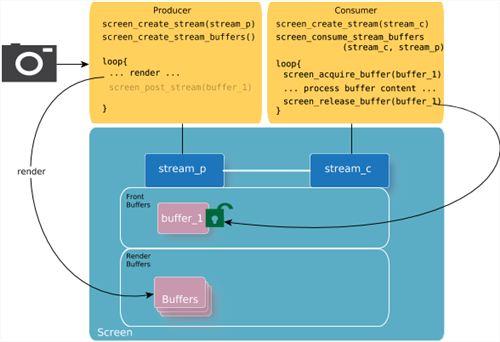 Producer
screen_create_stream(stream_p)
screen_create_stream_buffers()
loop{
... render ...
screen_post_stream(buffer_1)
}
Consumer
screen_create_stream(stream_c)
screen_consume_stream_buffers
(stream_c, stream_p)
loop{
screen_acquire_buffer(buffer_1)
... process buffer content ...
screen_release_buffer(buffer_1)
}
render
stream_p
stream_c
Front
Buffers
buffer_1
Render
Buffers
Buffers
Screen